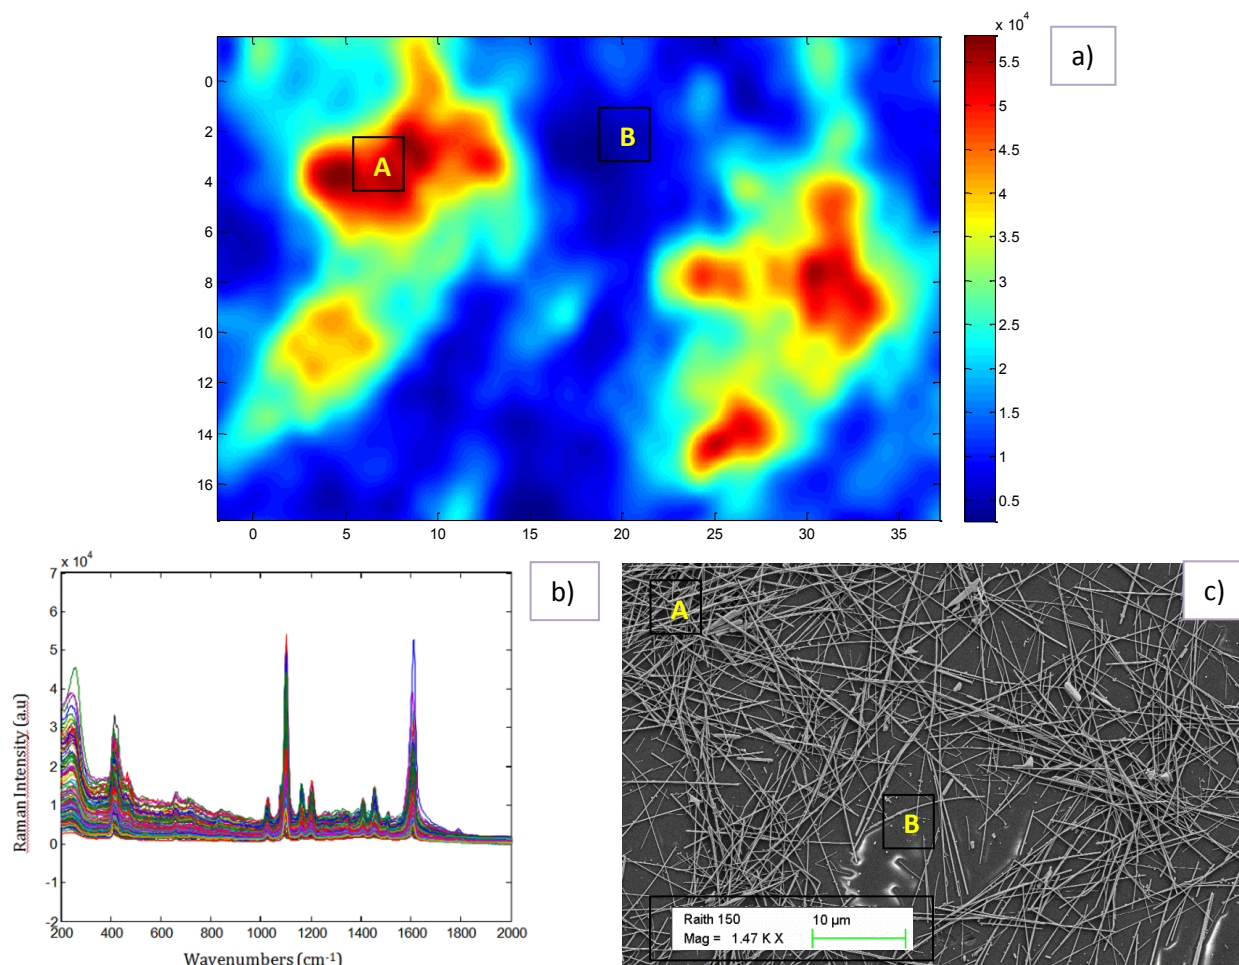 x 10⁴
a)
0
2
4
6
8
10
12
14
16
A
B
5.5
5
4.5
4
3.5
3
2.5
2
1.5
1
0.5
0 5 10 15 20 25 30 35
x 10⁴
b)
7
6
5
4
3
2
1
0
-1
-2
Raman Intensity (a.u)
200 400 600 800 1000 1200 1400 1600 1800 2000
Wavenumbers (cm⁻¹)
c)
A
B
Raith 150 10 µm
Mag = 1.47 K X